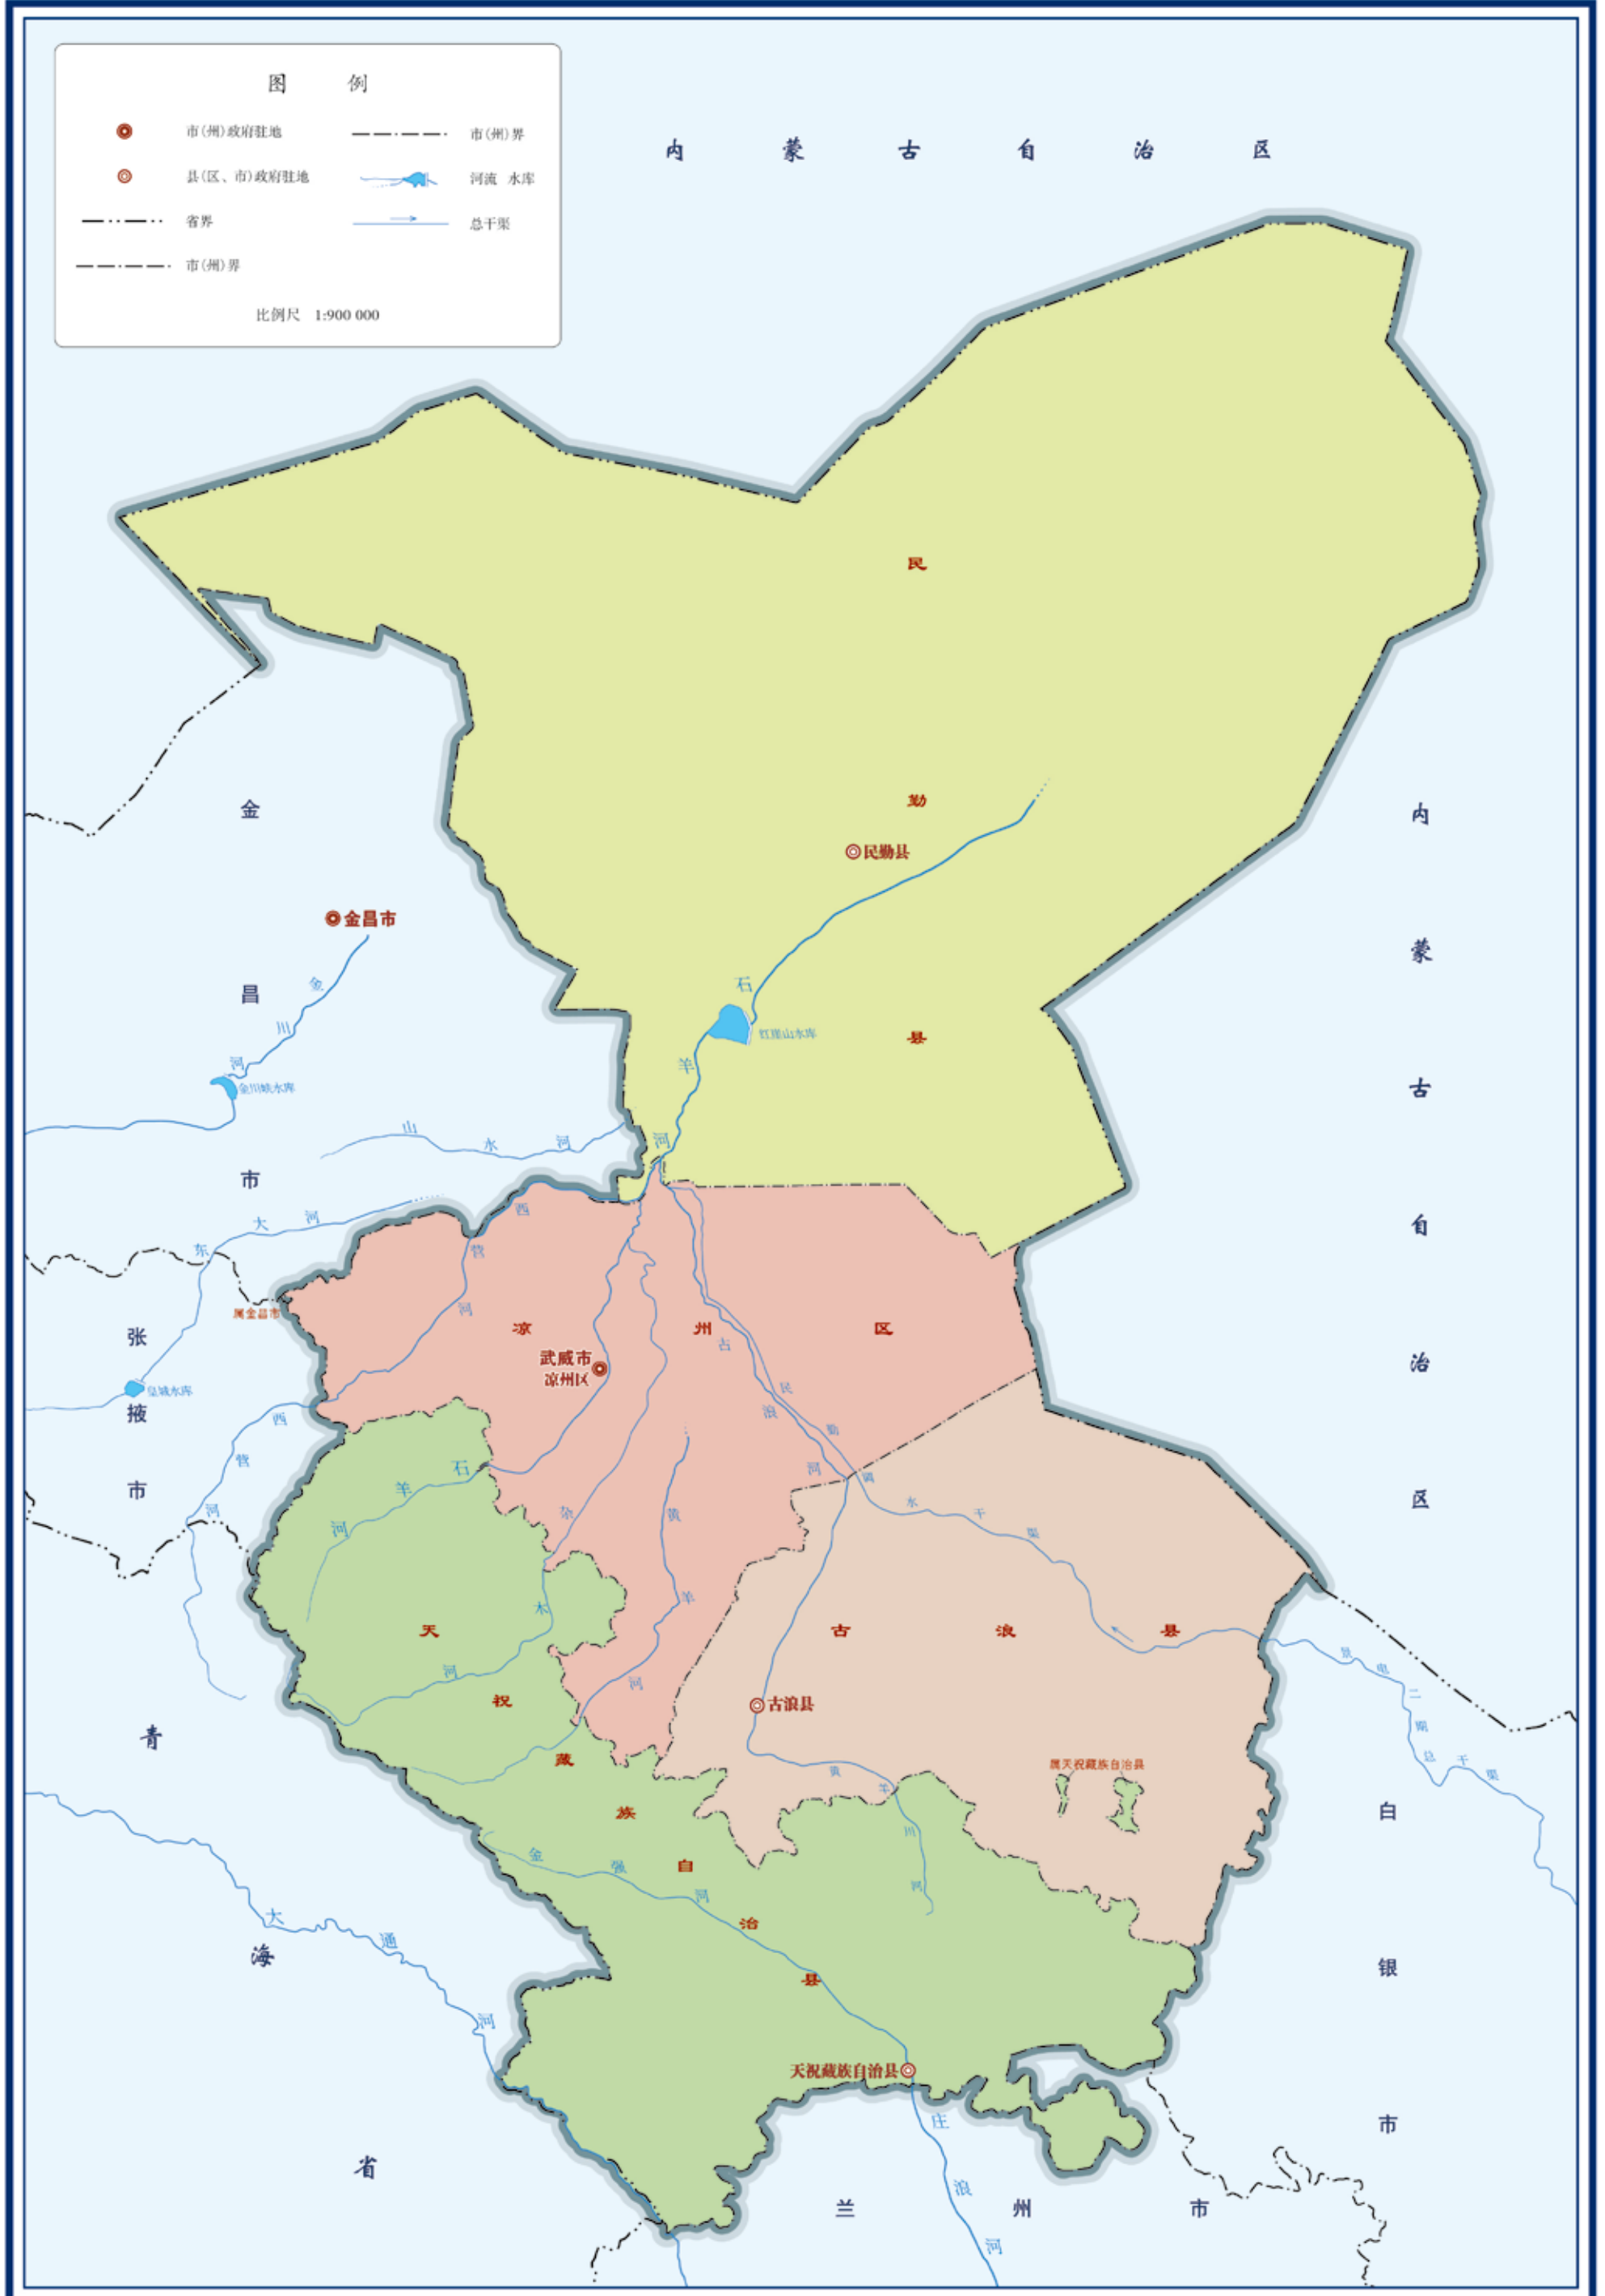 图 例
市(州)政府驻地
市(州)界
县(区、市)政府驻地
河流 水库
省界
总干渠
市(州)界
比例尺 1:900 000
内蒙古自治区
民勤县
民勤县
金昌市
金昌市
金川河
金川峡水库
石羊河
红崖山水库
内蒙古自治区
山水河
东大河
西营河
属金昌市
凉州区
武威市
凉州区
张掖市
皇城水库
西营河
古浪河
民勤调水干渠
石羊河
杂木河
黄羊河
天祝藏族自治县
古浪县
古浪县
景电二期总干渠
属天祝藏族自治县
黄羊川河
青海省
大通河
金强河
白银市
天祝藏族自治县
庄浪河
兰州市